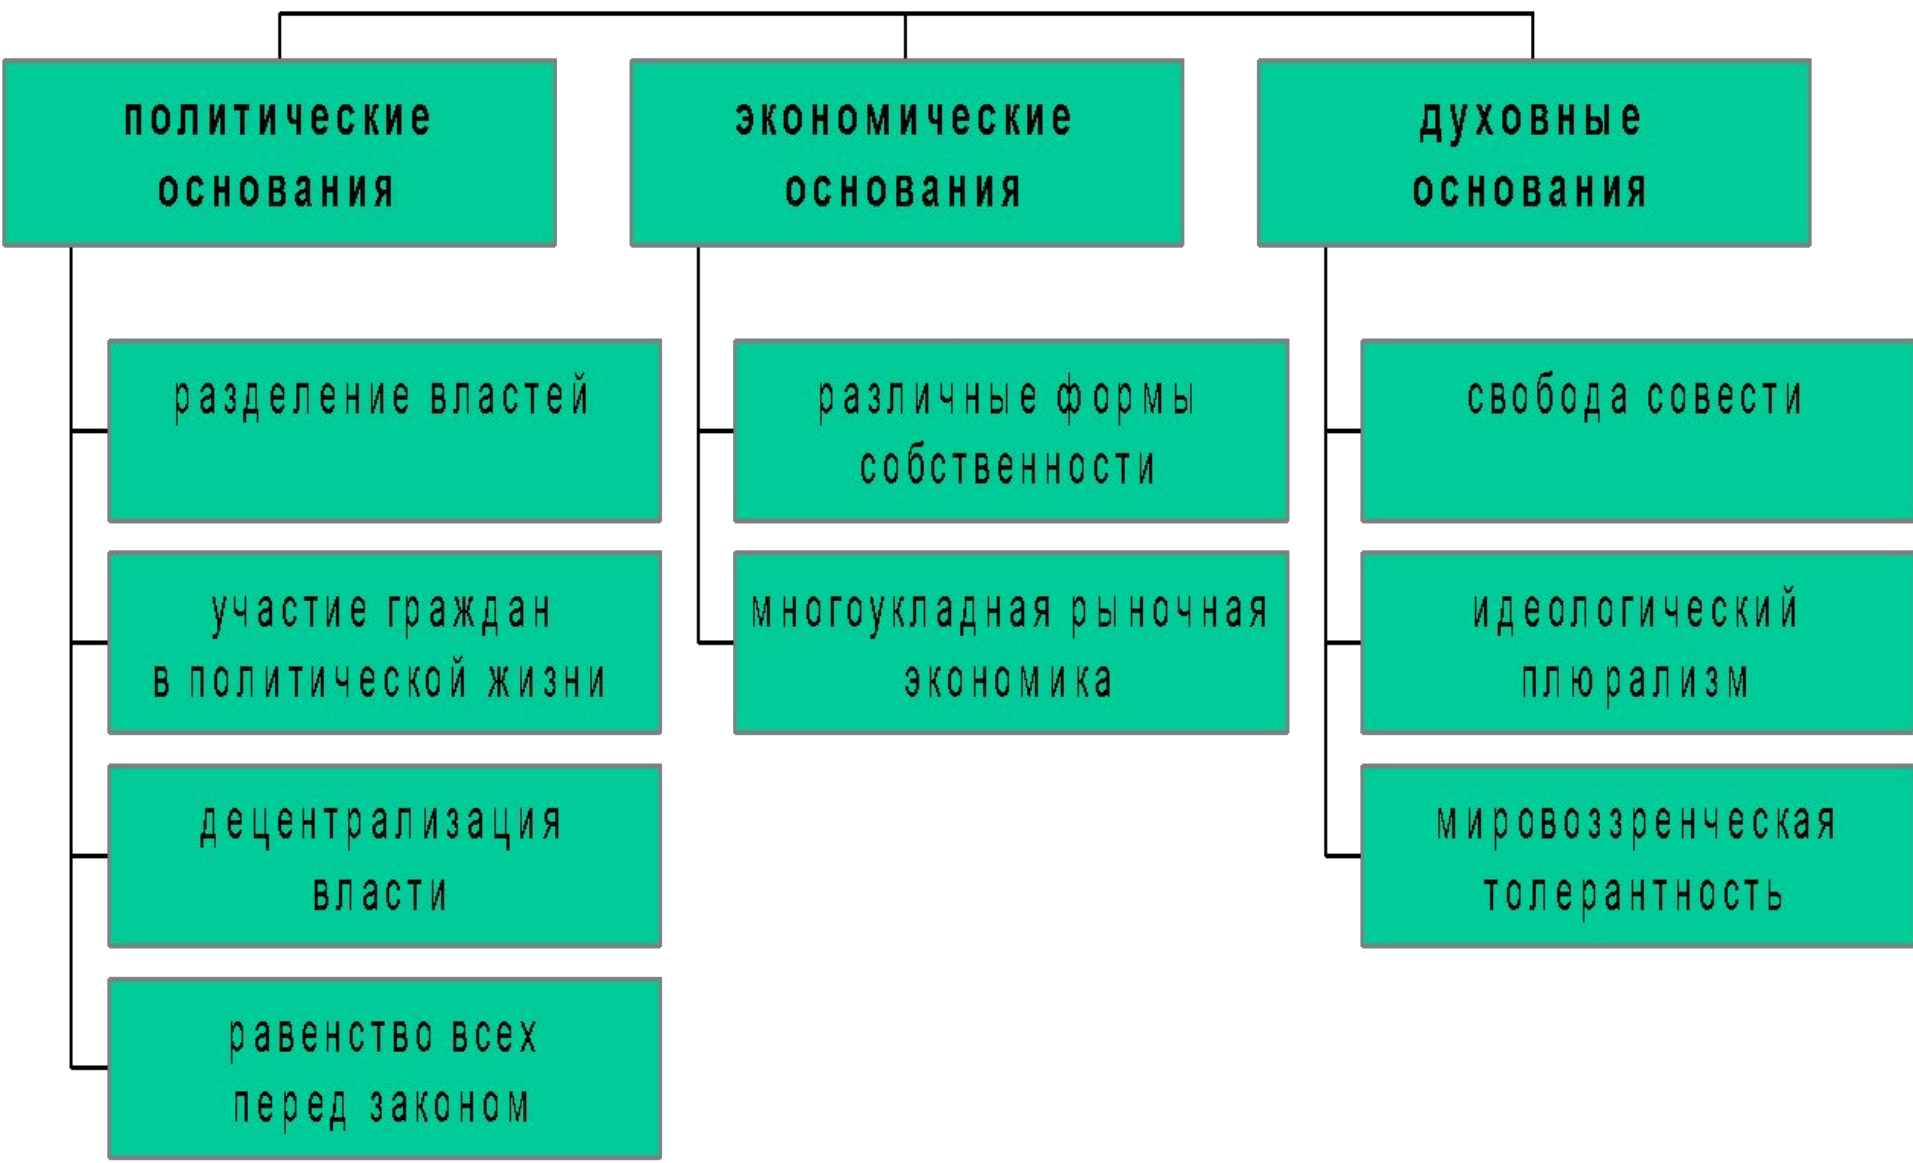 политические
основания
экономические
основания
духовные
основания
разделение властей
участие граждан
в политической жизни
децентрализация
власти
равенство всех
перед законом
различные формы
собственности
многоукладная рыночная
экономика
свобода совести
идеологический
плюрализм
мировоззренческая
толерантность